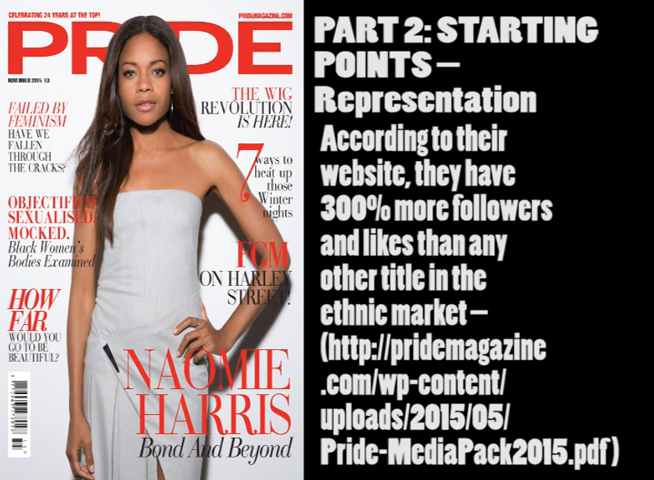 CELEBRATING 24 YEARS AT THE TOP!
PRIDEMAGAZINE.COM
PRIDE
NOVEMBER 2015
FAILED BY
FEMINISM
HAVE WE
FALLEN
THROUGH
THE CRACKS?
OBJECTIFIED.
SEXUALISED.
MOCKED.
Black Women's
Bodies Examined
HOW
FAR
WOULD YOU
GO TO BE
BEAUTIFUL?
THE WIG
REVOLUTION
IS HERE!
7 ways to
heat up
those
Winter
nights
FGM
ON HARLEY
STREET!
NAOMIE
HARRIS
Bond And Beyond
PART 2: STARTING
POINTS –
Representation
According to their
website, they have
300% more followers
and likes than any
other title in the
ethnic market –
(http://pridemagazine
.com/wp-content/
uploads/2015/05/
Pride-MediaPack2015.pdf)